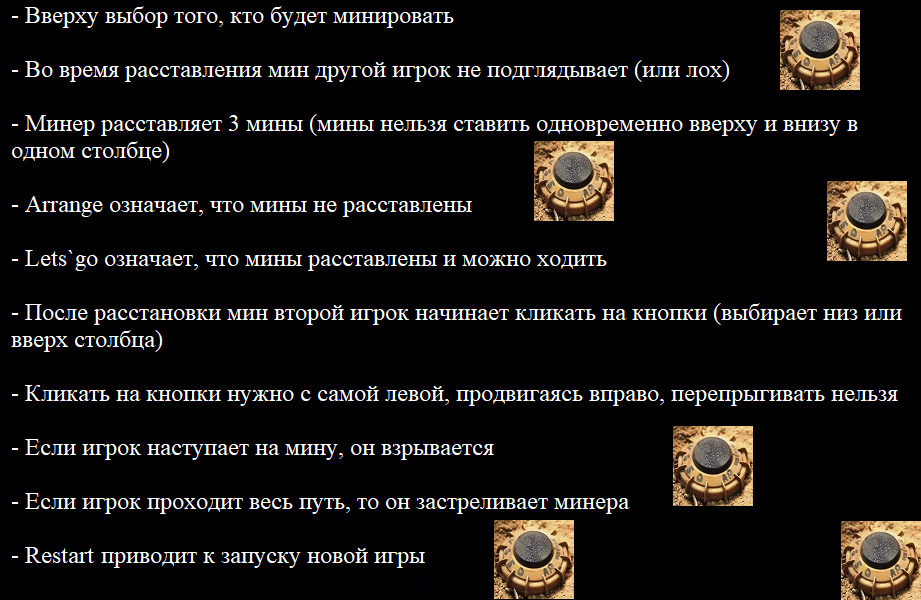 - Вверху выбор того, кто будет минировать
- Во время расставления мин другой игрок не подглядывает (или лох)
- Минер расставляет 3 мины (мины нельзя ставить одновременно вверху и внизу в
одном столбце)
- Arrange означает, что мины не расставлены
- Lets`go означает, что мины расставлены и можно ходить
- После расстановки мин второй игрок начинает кликать на кнопки (выбирает низ или
вверх столбца)
- Кликать на кнопки нужно с самой левой, продвигаясь вправо, перепрыгивать нельзя
- Если игрок наступает на мину, он взрывается
- Если игрок проходит весь путь, то он застреливает минера
- Restart приводит к запуску новой игры